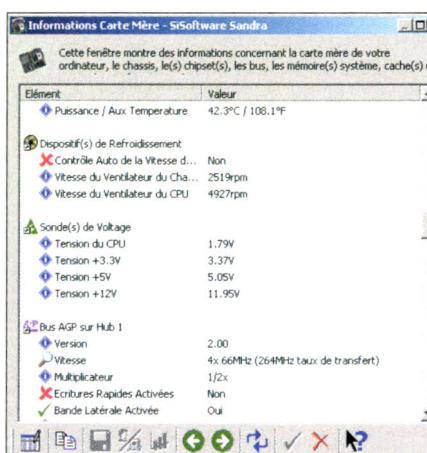 Informations Carte Mère - SiSoftware Sandra
Cette fenêtre montre des informations concernant la carte mère de votre
ordinateur, le chassis, le(s) chipset(s), les bus, les mémoire(s) système, cache(s)
Elément Valeur
Puissance / Aux Temperature 42.3°C / 108.1°F
Dispositif(s) de Refroidissement
Contrôle Auto de la Vitesse d... Non
Vitesse du Ventilateur du Cha... 2519rpm
Vitesse du Ventilateur du CPU 4927rpm
Sonde(s) de Voltage
Tension du CPU 1.79V
Tension +3.3V 3.37V
Tension +5V 5.05V
Tension +12V 11.95V
Bus AGP sur Hub 1
Version 2.00
Vitesse 4x 66MHz (264MHz taux de transfert)
Multiplicateur 1/2x
Ecritures Rapides Activées Non
Bande Latérale Activée Oui